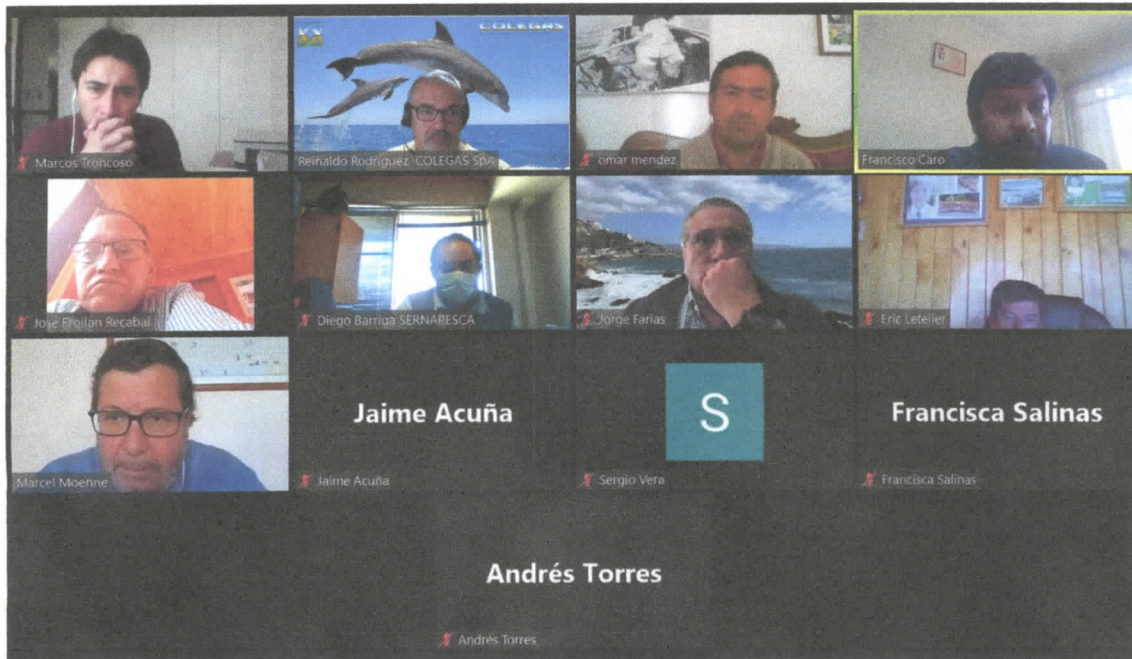 COLEGAS
Marcos Troncoso
Reinaldo Rodríguez COLEGAS SpA
omar mendez
Francisco Caro
José Froilan Recabal
Diego Barriga SERNAPESCA
Jorge Farias
Eric Letelier
Marcel Moenne
Jaime Acuña
Jaime Acuña
S
Sergio Vera
Francisca Salinas
Francisca Salinas
Andrés Torres
Andrés Torres